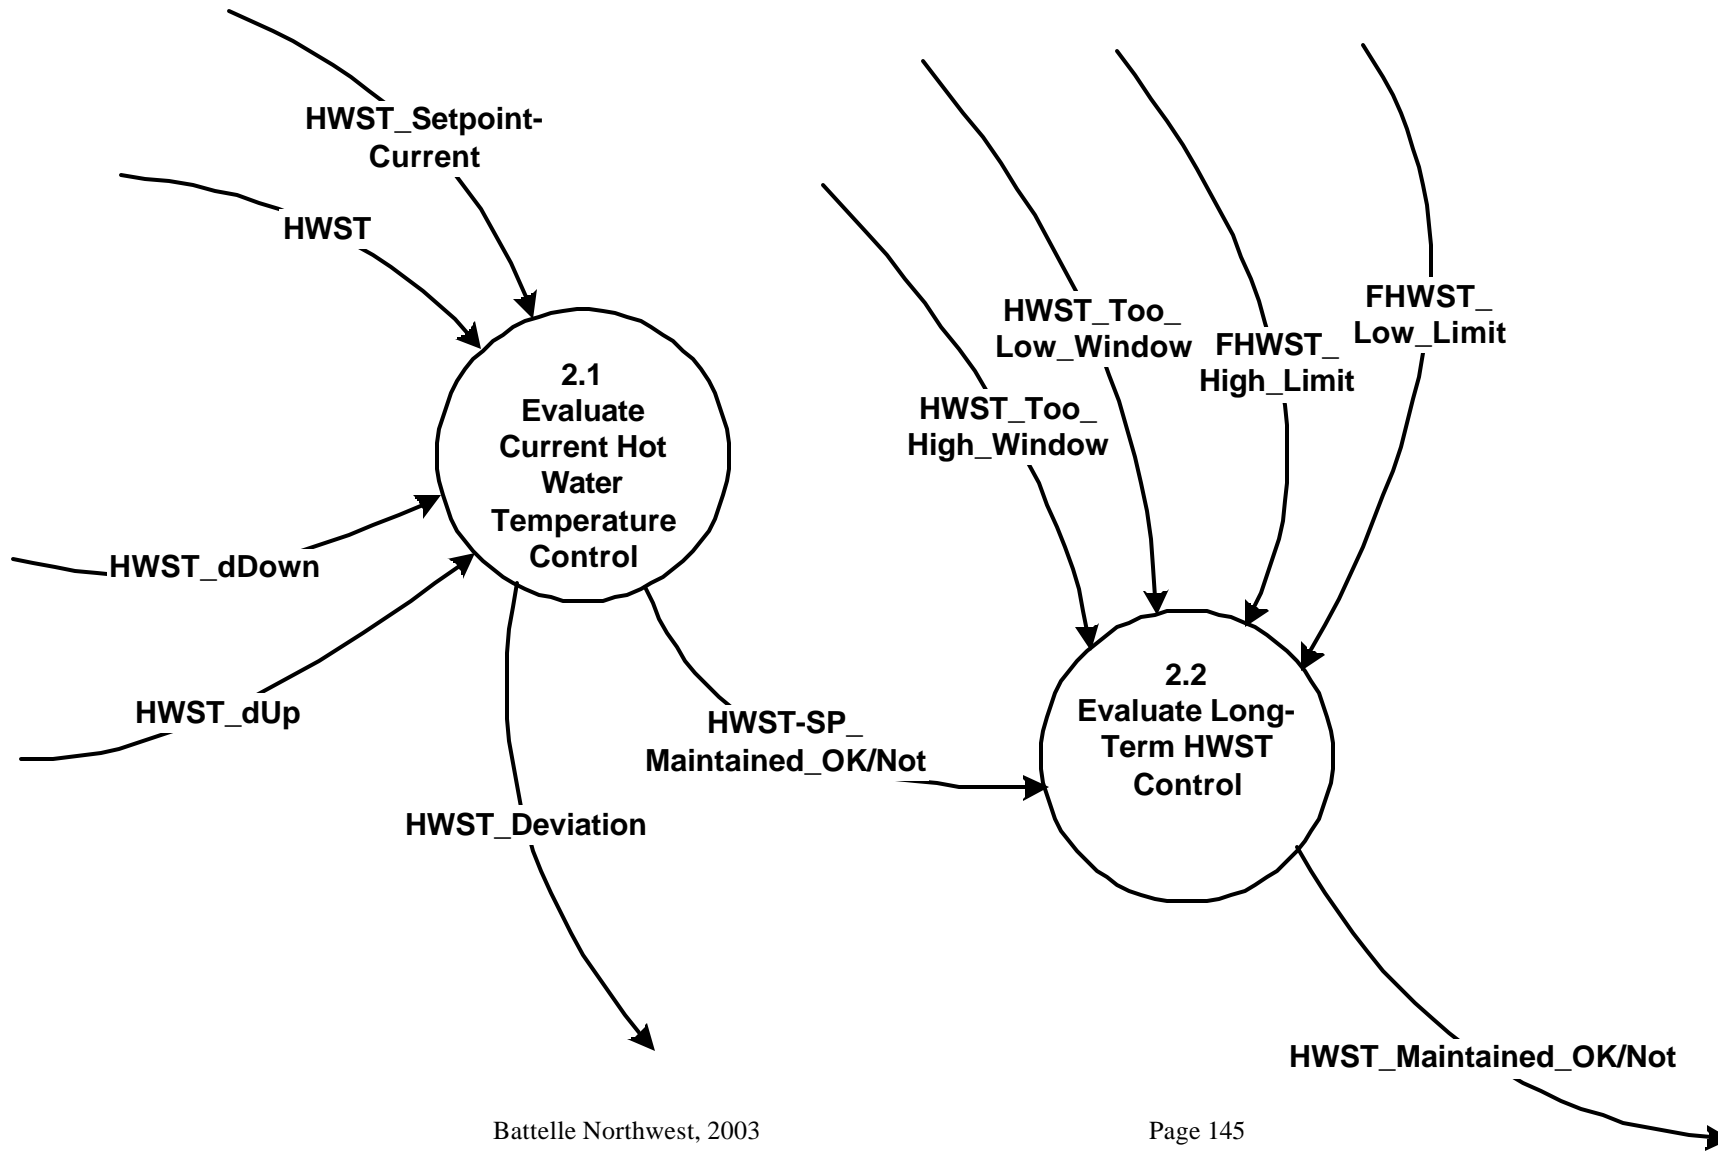 HWST_Setpoint-
Current
HWST
2.1
Evaluate
Current Hot
Water
Temperature
Control
HWST_dDown
HWST_dUp
HWST_Deviation
HWST-SP_
Maintained_OK/Not
HWST_Too_
High_Window
HWST_Too_
Low_Window
FHWST_
High_Limit
FHWST_
Low_Limit
2.2
Evaluate Long-
Term HWST
Control
HWST_Maintained_OK/Not
Battelle Northwest, 2003
Page 145